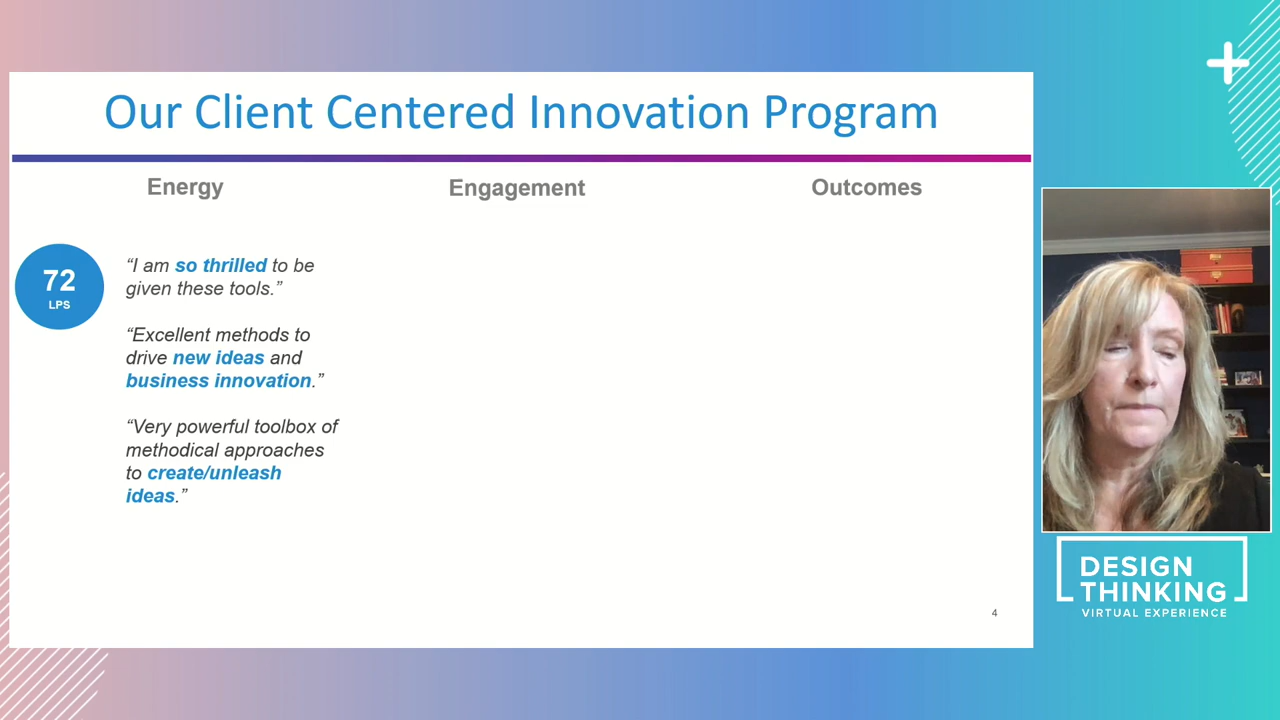 Our Client Centered Innovation Program
Energy
Engagement
Outcomes
72
LPS
“I am so thrilled to be
given these tools.”
“Excellent methods to
drive new ideas and
business innovation.”
“Very powerful toolbox of
methodical approaches
to create/unleash
ideas.”
4
DESIGN
THINKING
VIRTUAL EXPERIENCE